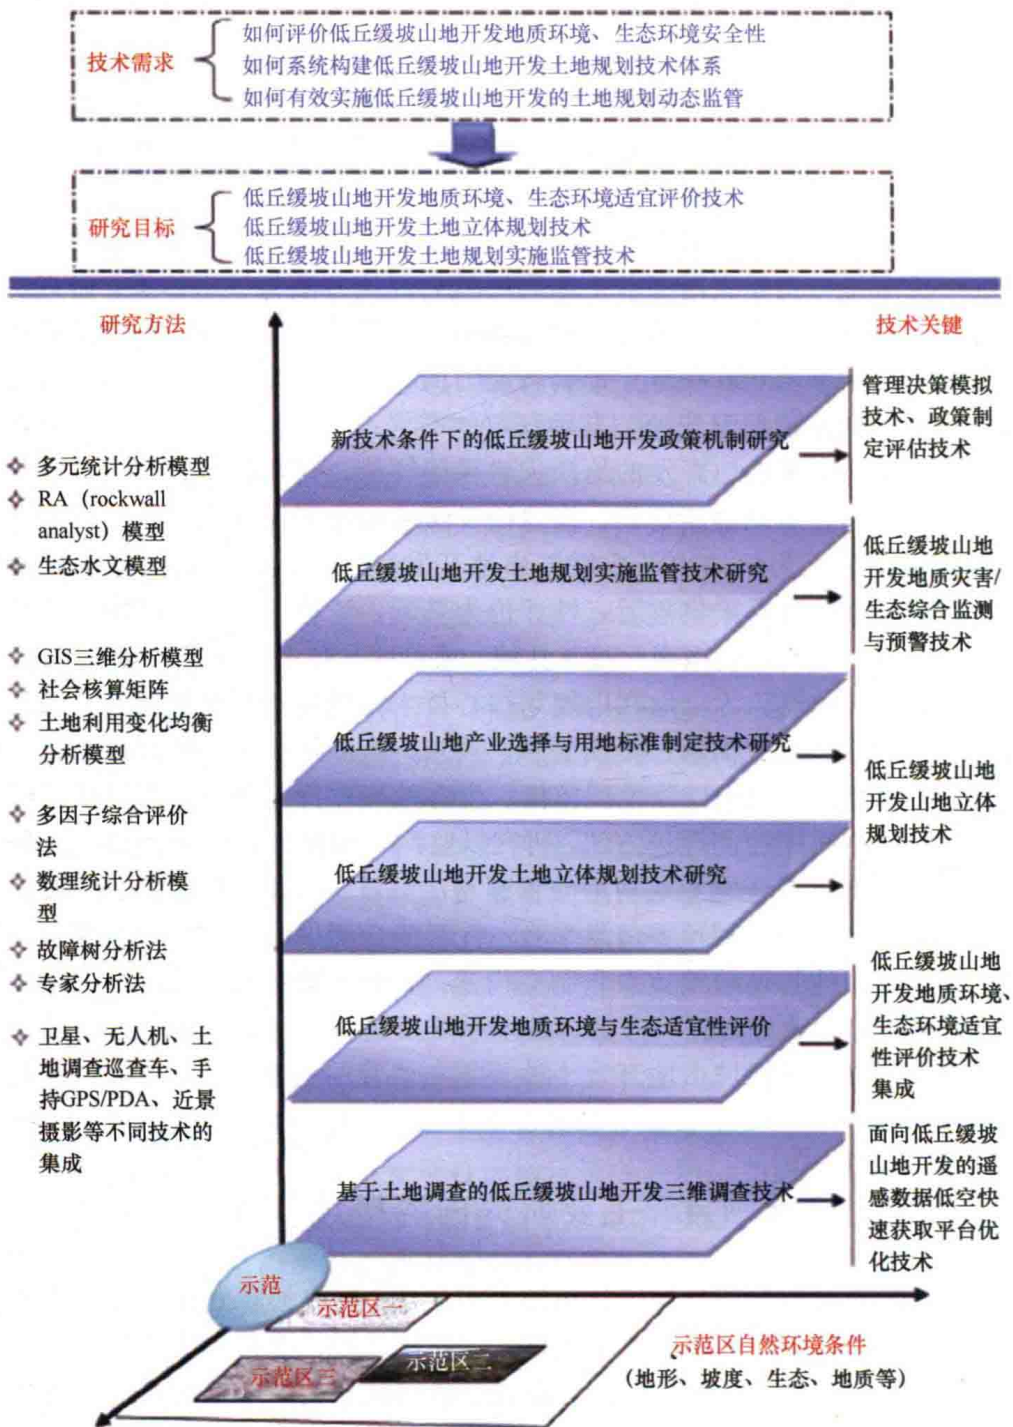 技术需求
如何评价低丘缓坡山地开发地质环境、生态环境安全性
如何系统构建低丘缓坡山地开发土地规划技术体系
如何有效实施低丘缓坡山地开发的土地规划动态监管
研究目标
低丘缓坡山地开发地质环境、生态环境适宜评价技术
低丘缓坡山地开发土地立体规划技术
低丘缓坡山地开发土地规划实施监管技术
研究方法
多元统计分析模型
RA（rockwall
analyst）模型
生态水文模型
GIS三维分析模型
社会核算矩阵
土地利用变化均衡
分析模型
多因子综合评价
法
数理统计分析模
型
故障树分析法
专家分析法
卫星、无人机、土
地调查巡查车、手
持GPS/PDA、近景
摄影等不同技术的
集成
新技术条件下的低丘缓坡山地开发政策机制研究
低丘缓坡山地开发土地规划实施监管技术研究
低丘缓坡山地产业选择与用地标准制定技术研究
低丘缓坡山地开发土地立体规划技术研究
低丘缓坡山地开发地质环境与生态适宜性评价
基于土地调查的低丘缓坡山地开发三维调查技术
技术关键
管理决策模拟
技术、政策制
定评估技术
低丘缓坡山地
开发地质灾害/
生态综合监测
与预警技术
低丘缓坡山地
开发山地立体
规划技术
低丘缓坡山地
开发地质环境、
生态环境适宜
性评价技术
集成
面向低丘缓坡
山地开发的遥
感数据低空快
速获取平台优
化技术
示范
示范区一
示范区二
示范区三
示范区自然环境条件
（地形、坡度、生态、地质等）